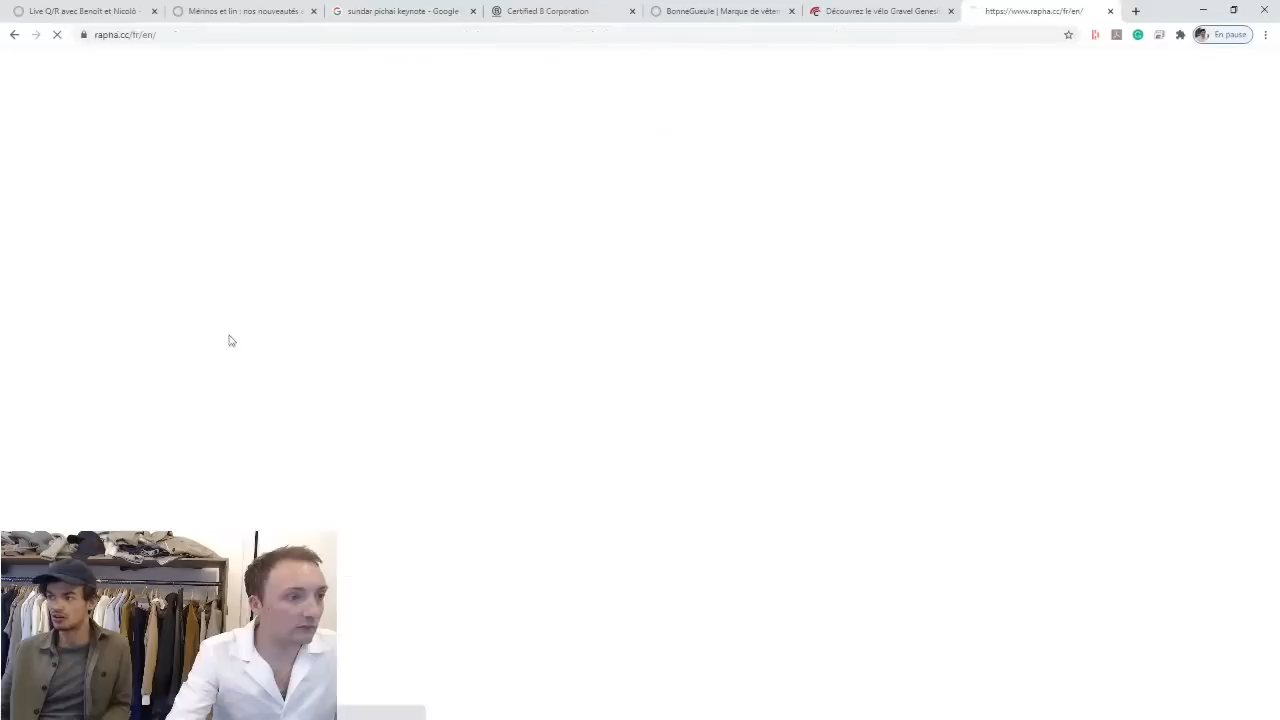 Live Q/R avec Benoît et Nicolò -
Mérinos et lin : nos nouveautés
sundar pichai keynote - Google
Certified B Corporation
BonneGueule | Marque de vêtem
Découvrez le vélo Gravel Genesi
https://www.rapha.cc/fr/en/
rapha.cc/fr/en/
En pause